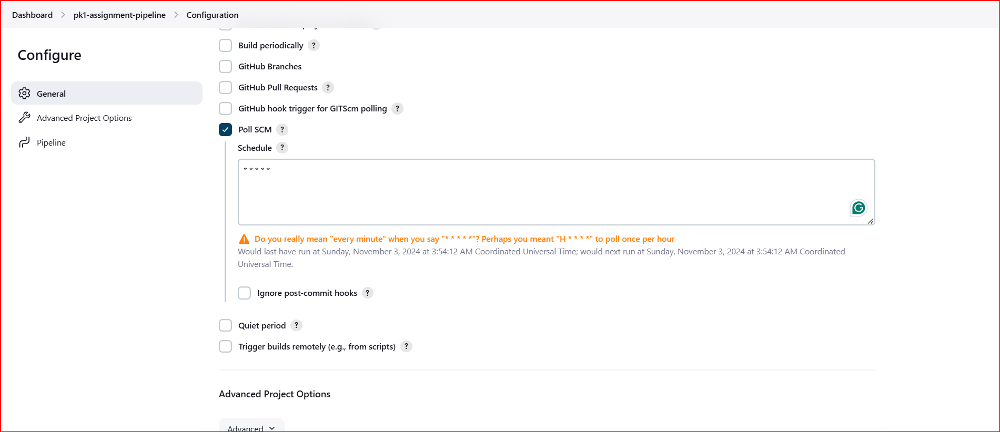 Dashboard > pk1-assignment-pipeline > Configuration
Configure
General
Advanced Project Options
Pipeline
Build periodically ?
GitHub Branches
GitHub Pull Requests ?
GitHub hook trigger for GITScm polling ?
Poll SCM ?
Schedule ?
* * * * *
Do you really mean "every minute" when you say "* * * * *"? Perhaps you meant "H * * * *" to poll once per hour
Would last have run at Sunday, November 3, 2024 at 3:54:12 AM Coordinated Universal Time; would next run at Sunday, November 3, 2024 at 3:54:12 AM Coordinated
Universal Time.
Ignore post-commit hooks ?
Quiet period ?
Trigger builds remotely (e.g., from scripts) ?
Advanced Project Options
Advanced